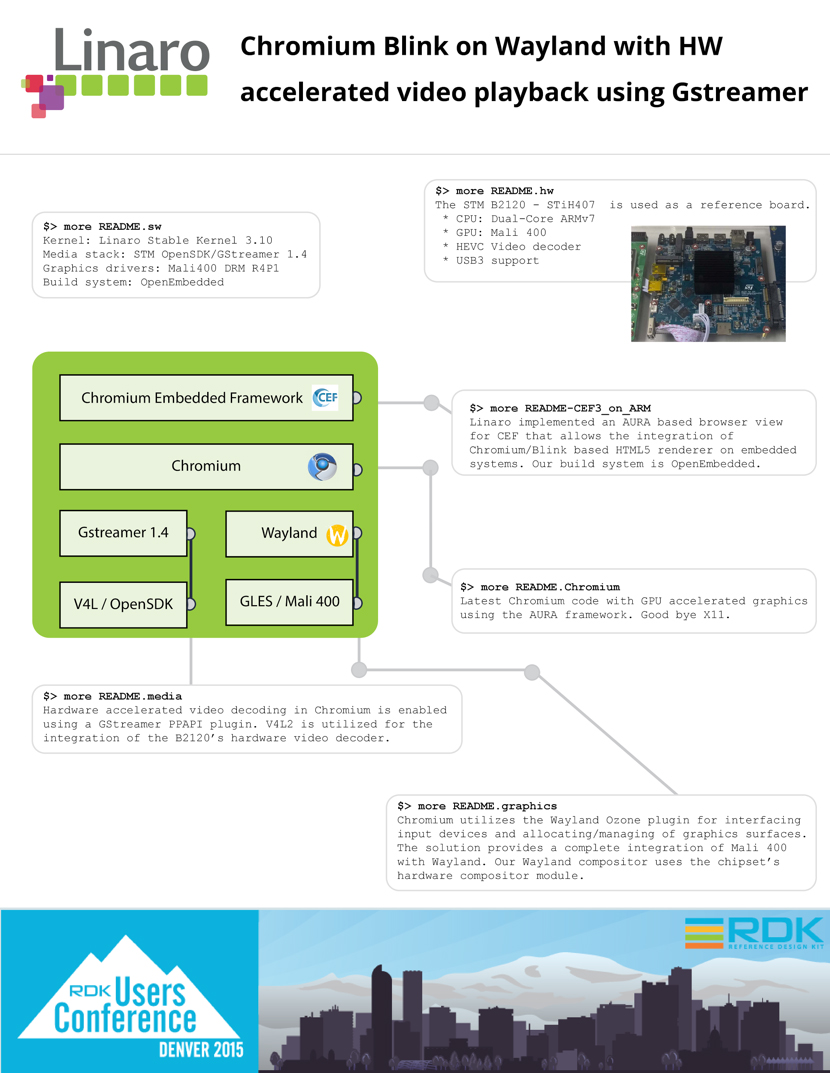 Linaro
Chromium Blink on Wayland with HW
accelerated video playback using Gstreamer
$> more README.sw
Kernel: Linaro Stable Kernel 3.10
Media stack: STM OpenSDK/GStreamer 1.4
Graphics drivers: Mali400 DRM R4P1
Build system: OpenEmbedded
$> more README.hw
The STM B2120 - STiH407 is used as a reference board.
* CPU: Dual-Core ARMv7
* GPU: Mali 400
* HEVC Video decoder
* USB3 support
Chromium Embedded Framework
CEF
Chromium
Gstreamer 1.4
Wayland
W
V4L / OpenSDK
GLES / Mali 400
$> more README-CEF3_on_ARM
Linaro implemented an AURA based browser view
for CEF that allows the integration of
Chromium/Blink based HTML5 renderer on embedded
systems. Our build system is OpenEmbedded.
$> more README.Chromium
Latest Chromium code with GPU accelerated graphics
using the AURA framework. Good bye X11.
$> more README.media
Hardware accelerated video decoding in Chromium is enabled
using a GStreamer PPAPI plugin. V4L2 is utilized for the
integration of the B2120's hardware video decoder.
$> more README.graphics
Chromium utilizes the Wayland Ozone plugin for interfacing
input devices and allocating/managing of graphics surfaces.
The solution provides a complete integration of Mali 400
with Wayland. Our Wayland compositor uses the chipset's
hardware compositor module.
RDK Users
Conference
DENVER 2015
RDK
REFERENCE DESIGN KIT